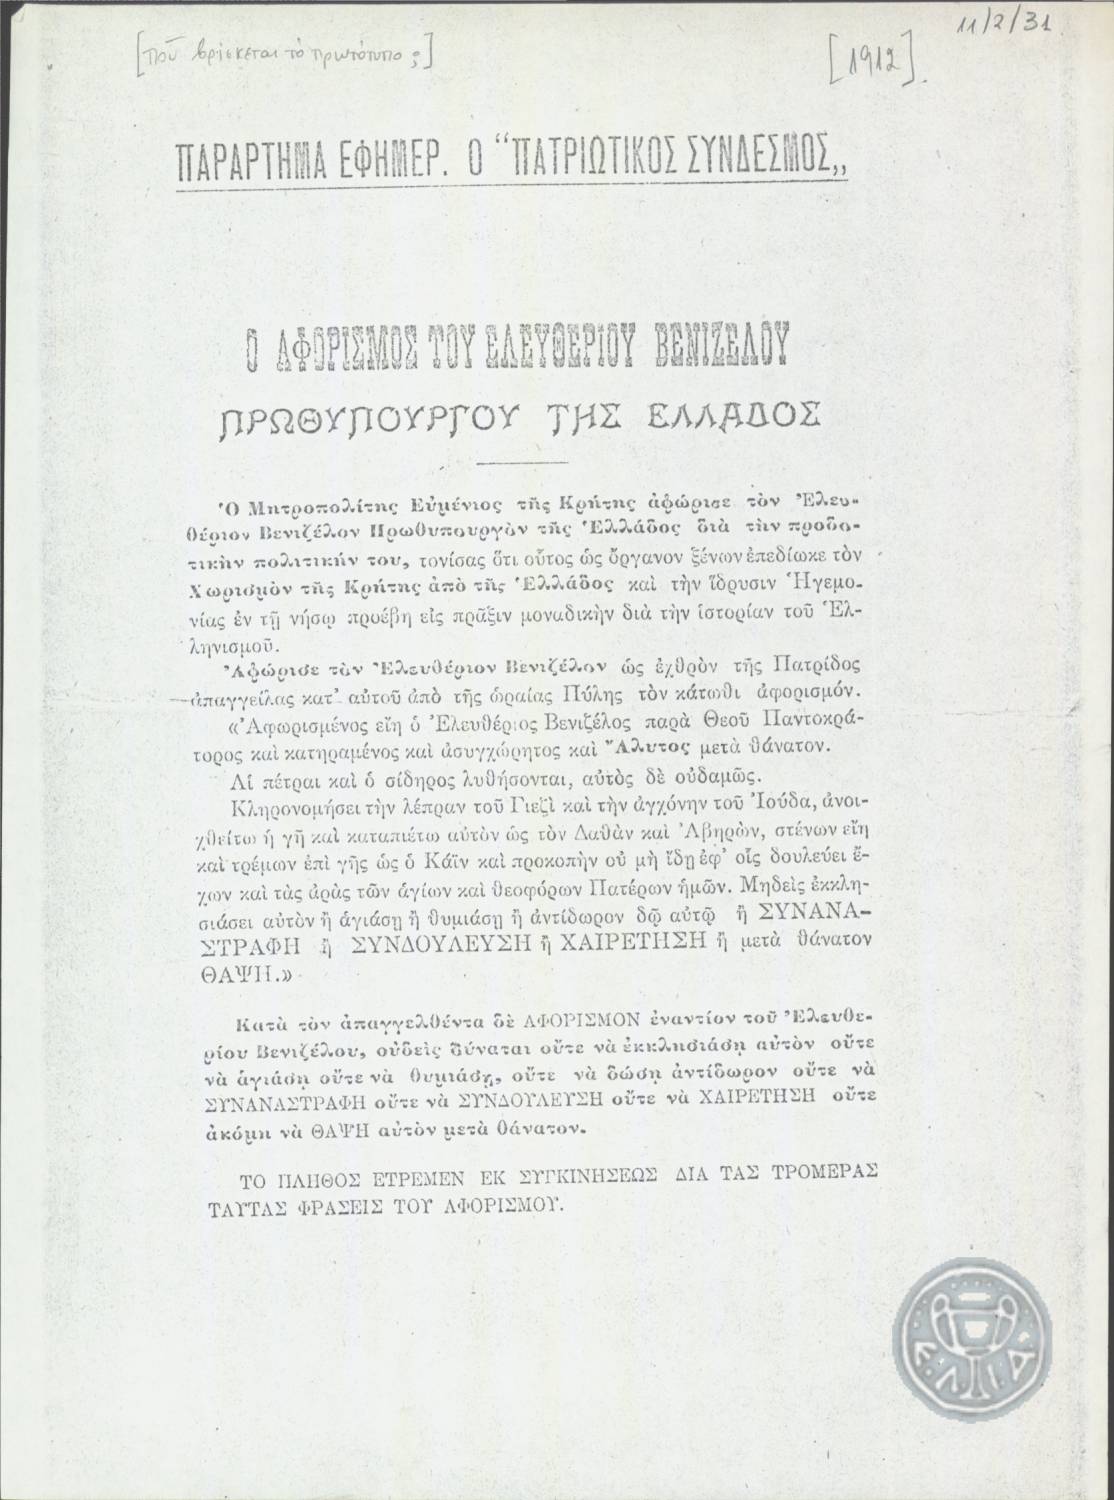 11/2/31
[ποῦ βρίσκεται τὸ πρωτότυπο;]
[1912].
ΠΑΡΑΡΤΗΜΑ ΕΦΗΜΕΡ. Ο "ΠΑΤΡΙΩΤΙΚΟΣ ΣΥΝΔΕΣΜΟΣ„
Ο ΑΦΟΡΙΣΜΟΣ ΤΟΥ ΕΛΕΥΘΕΡΙΟΥ ΒΕΝΙΖΕΛΟΥ
ΠΡΩΘΥΠΟΥΡΓΟΥ ΤΗΣ ΕΛΛΑΔΟΣ
Ὁ Μητροπολίτης Εὐμένιος τῆς Κρήτης ἀφώρισε τὸν Ἐλευ-
θέριον Βενιζέλον Πρωθυπουργὸν τῆς Ἑλλάδος διὰ τὴν προδο-
τικὴν πολιτικήν του, τονίσας ὅτι οὗτος ὡς ὄργανον ξένων ἐπεδίωκε τὸν
Χωρισμὸν τῆς Κρήτης ἀπὸ τῆς Ἑλλάδος καὶ τὴν ἵδρυσιν Ἡγεμο-
νίας ἐν τῇ νήσῳ προέβη εἰς πρᾶξιν μοναδικὴν διὰ τὴν ἱστορίαν τοῦ Ἑλ-
ληνισμοῦ.
Ἀφώρισε τὸν Ἐλευθέριον Βενιζέλον ὡς ἐχθρὸν τῆς Πατρίδος
ἀπαγγείλας κατ' αὐτοῦ ἀπὸ τῆς ὡραίας Πύλης τὸν κάτωθι ἀφορισμόν.
«Ἀφωρισμένος εἴη ὁ Ἐλευθέριος Βενιζέλος παρὰ Θεοῦ Παντοκρά-
τορος καὶ κατηραμένος καὶ ἀσυγχώρητος καὶ Ἄλυτος μετὰ θάνατον.
Αἱ πέτραι καὶ ὁ σίδηρος λυθήσονται, αὐτὸς δὲ οὐδαμῶς.
Κληρονομήσει τὴν λέπραν τοῦ Γιεζὶ καὶ τὴν ἀγχόνην τοῦ Ἰούδα, ἀνοι-
χθείτω ἡ γῆ καὶ καταπιέτω αὐτὸν ὡς τὸν Δαθὰν καὶ Ἀβηρὼν, στένων εἴη
καὶ τρέμων ἐπὶ γῆς ὡς ὁ Κάϊν καὶ προκοπὴν οὐ μὴ ἴδῃ ἐφ' οἷς δουλεύει ἔ-
χων καὶ τὰς ἀρὰς τῶν ἁγίων καὶ θεοφόρων Πατέρων ἡμῶν. Μηδεὶς ἐκκλη-
σιάσει αὐτὸν ἢ ἁγιάσῃ ἢ θυμιάσῃ ἢ ἀντίδωρον δῷ αὐτῷ ἢ ΣΥΝΑΝΑ-
ΣΤΡΑΦΗ ἢ ΣΥΝΔΟΥΛΕΥΣΗ ἢ ΧΑΙΡΕΤΗΣΗ ἢ μετὰ θάνατον
ΘΑΨΗ.»
Κατὰ τὸν ἀπαγγελθέντα δὲ ΑΦΟΡΙΣΜΟΝ ἐναντίον τοῦ Ἐλευθε-
ρίου Βενιζέλου, οὐδεὶς δύναται οὔτε νὰ ἐκκλησιάσῃ αὐτὸν οὔτε
νὰ ἁγιάσῃ οὔτε νὰ θυμιάσῃ, οὔτε νὰ δώσῃ ἀντίδωρον οὔτε νὰ
ΣΥΝΑΝΑΣΤΡΑΦΗ οὔτε νὰ ΣΥΝΔΟΥΛΕΥΣΗ οὔτε νὰ ΧΑΙΡΕΤΗΣΗ οὔτε
ἀκόμη νὰ ΘΑΨΗ αὐτὸν μετὰ θάνατον.
ΤΟ ΠΛΗΘΟΣ ΕΤΡΕΜΕΝ ΕΚ ΣΥΓΚΙΝΗΣΕΩΣ ΔΙΑ ΤΑΣ ΤΡΟΜΕΡΑΣ
ΤΑΥΤΑΣ ΦΡΑΣΕΙΣ ΤΟΥ ΑΦΟΡΙΣΜΟΥ.
Ε.Λ.Ι.Α